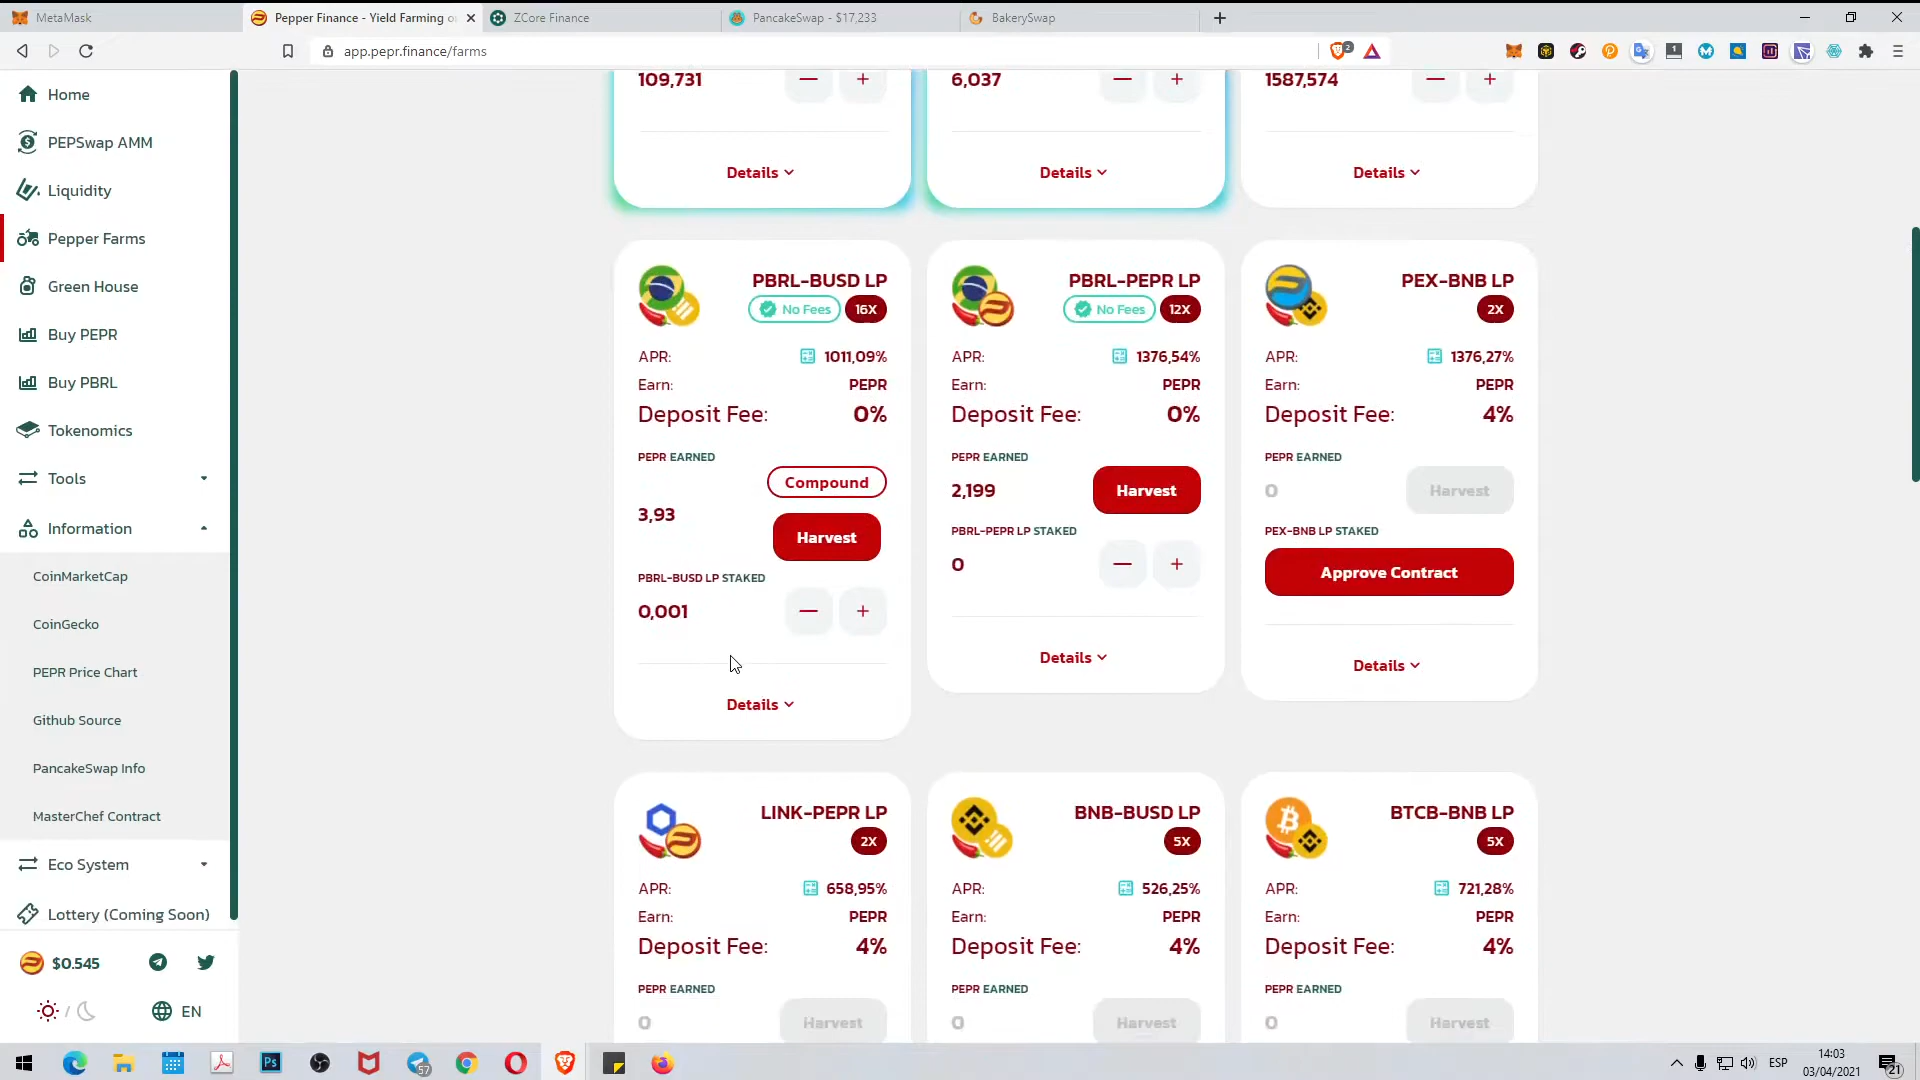 MetaMask
Pepper Finance - Yield Farming o
ZCore Finance
PancakeSwap - $17,233
BakerySwap
app.pepr.finance/farms
2
1
Home
PEPSwap AMM
Liquidity
Pepper Farms
Green House
Buy PEPR
Buy PBRL
Tokenomics
Tools
Information
CoinMarketCap
CoinGecko
PEPR Price Chart
Github Source
PancakeSwap Info
MasterChef Contract
Eco System
Lottery (Coming Soon)
$0.545
/
EN
109,731
Details
6,037
Details
1587,574
Details
PBRL-BUSD LP
No Fees
16X
APR:
1011,09%
Earn:
PEPR
Deposit Fee:
0%
PEPR EARNED
3,93
Compound
Harvest
PBRL-BUSD LP STAKED
0,001
Details
PBRL-PEPR LP
No Fees
12X
APR:
1376,54%
Earn:
PEPR
Deposit Fee:
0%
PEPR EARNED
2,199
Harvest
PBRL-PEPR LP STAKED
0
Details
PEX-BNB LP
2X
APR:
1376,27%
Earn:
PEPR
Deposit Fee:
4%
PEPR EARNED
0
Harvest
PEX-BNB LP STAKED
Approve Contract
Details
LINK-PEPR LP
2X
APR:
658,95%
Earn:
PEPR
Deposit Fee:
4%
PEPR EARNED
0
Harvest
BNB-BUSD LP
5X
APR:
526,25%
Earn:
PEPR
Deposit Fee:
4%
PEPR EARNED
0
Harvest
BTCB-BNB LP
5X
APR:
721,28%
Earn:
PEPR
Deposit Fee:
4%
PEPR EARNED
0
Harvest
Ps
57
ESP
14:03
03/04/2021
21